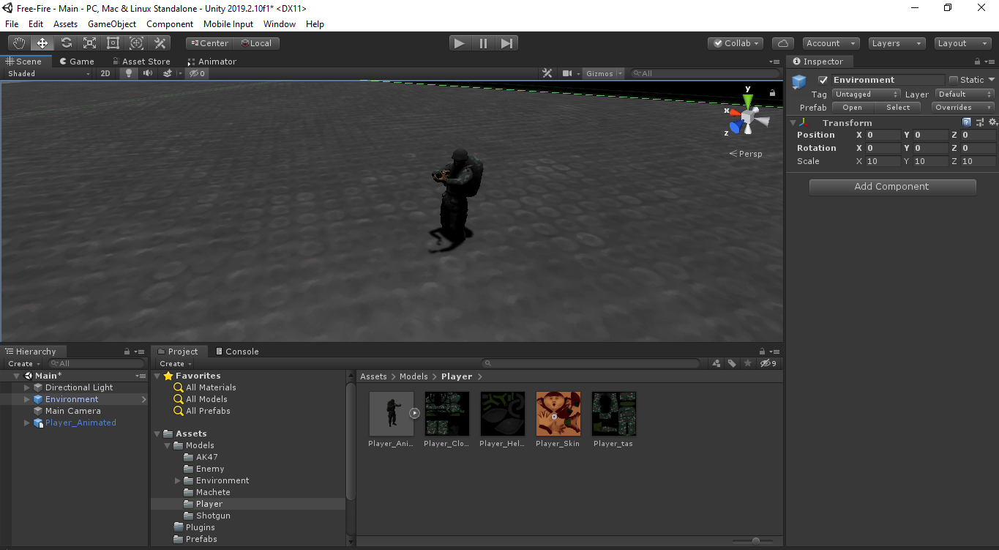 Free-Fire - Main - PC, Mac & Linux Standalone - Unity 2019.2.10f1* <DX11>
File Edit Assets GameObject Component Mobile Input Window Help
Center Local Collab Account Layers Layout
Scene Game Asset Store Animator
Shaded 2D 0 Gizmos All
y
x
z
Persp
Inspector
Environment Static
Tag Untagged Layer Default
Prefab Open Select Overrides
Transform
Position X 0 Y 0 Z 0
Rotation X 0 Y 0 Z 0
Scale X 10 Y 10 Z 10
Add Component
Hierarchy
Create All
Main*
Directional Light
Environment
Main Camera
Player_Animated
Project Console
Create 9
Favorites
All Materials
All Models
All Prefabs
Assets
Models
AK47
Enemy
Environment
Machete
Player
Shotgun
Plugins
Prefabs
Assets > Models > Player >
Player_Ani... Player_Clo... Player_Hel... Player_Skin Player_tas